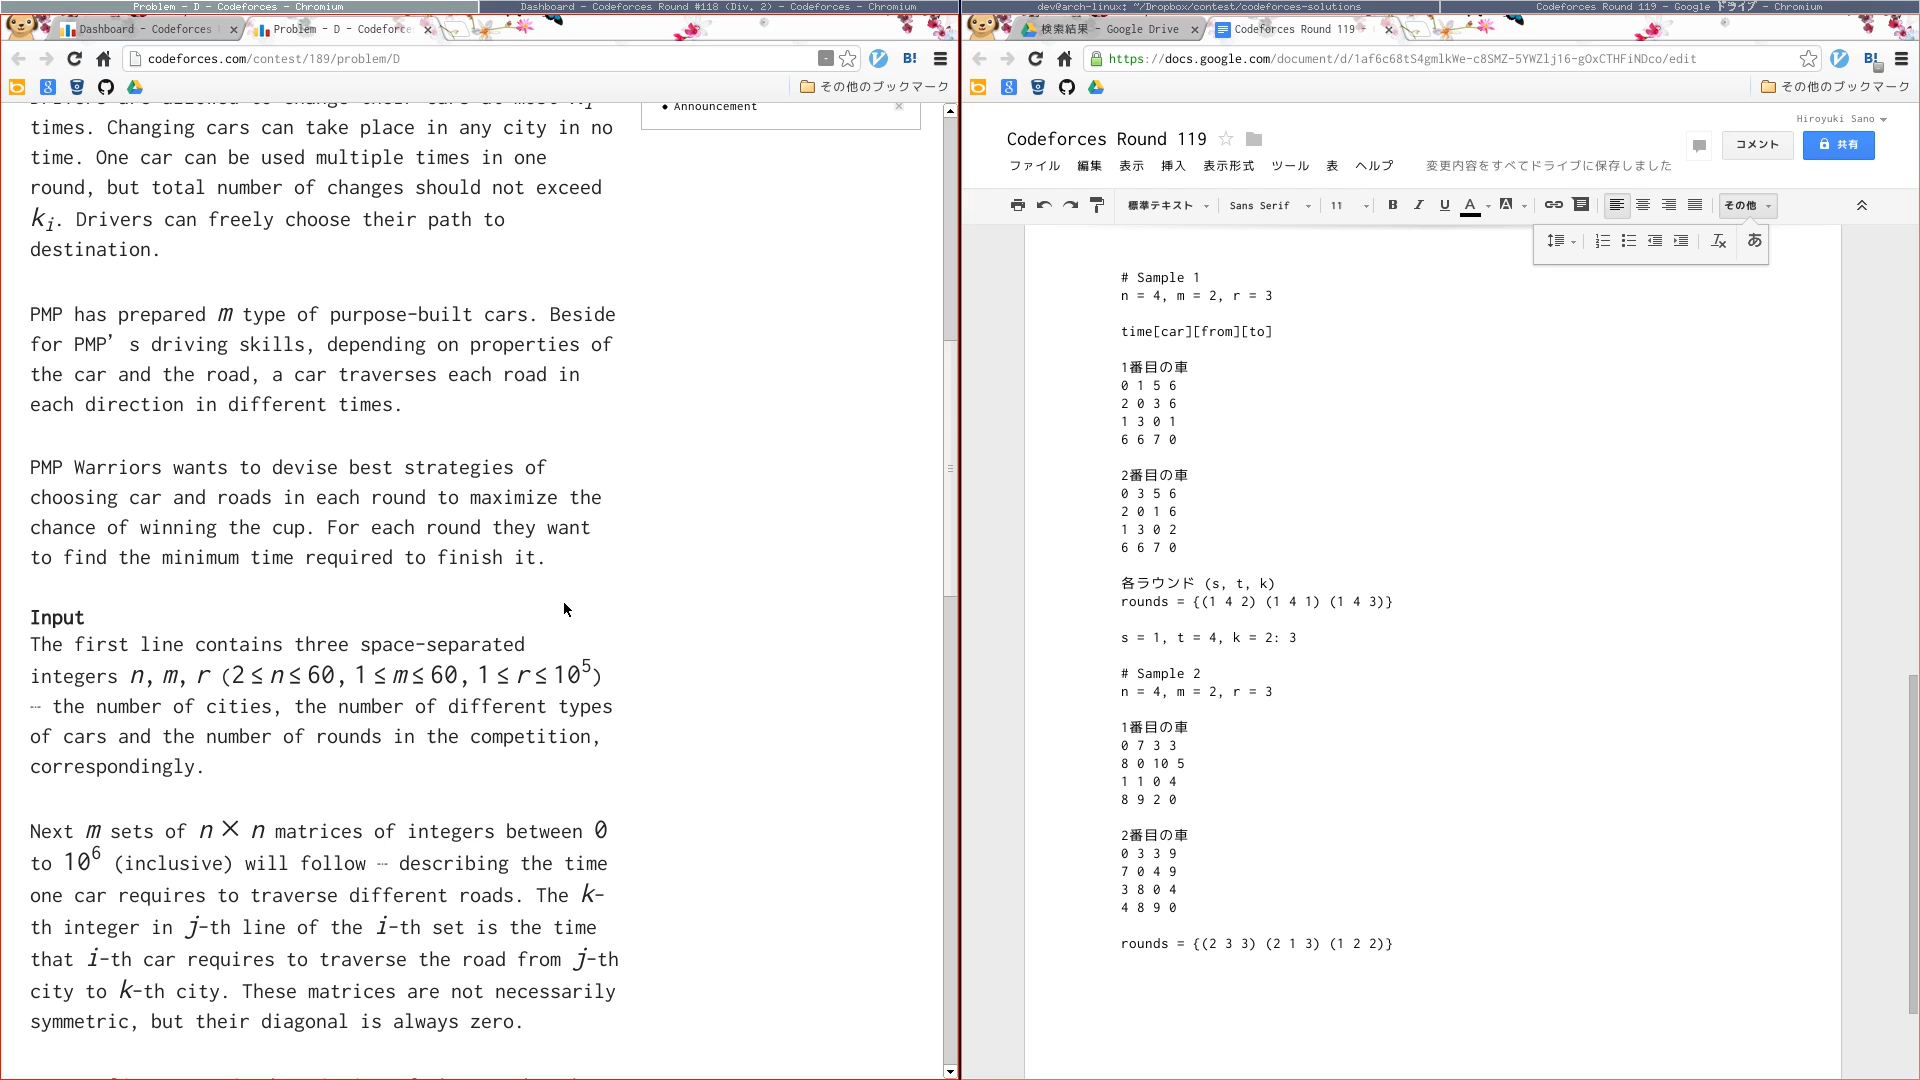 Problem - D - Codeforces - Chromium
Dashboard - Codeforces Round #118 (Div. 2) - Codeforces - Chromium
Dashboard - Codeforces
Problem - D - Codeforce
codeforces.com/contest/189/problem/D
B!
その他のブックマーク
times. Changing cars can take place in any city in no
time. One car can be used multiple times in one
round, but total number of changes should not exceed
ki. Drivers can freely choose their path to
destination.
PMP has prepared m type of purpose-built cars. Beside
for PMP’s driving skills, depending on properties of
the car and the road, a car traverses each road in
each direction in different times.
PMP Warriors wants to devise best strategies of
choosing car and roads in each round to maximize the
chance of winning the cup. For each round they want
to find the minimum time required to finish it.
Input
The first line contains three space-separated
integers n, m, r (2 ≤ n ≤ 60, 1 ≤ m ≤ 60, 1 ≤ r ≤ 10^5)
— the number of cities, the number of different types
of cars and the number of rounds in the competition,
correspondingly.
Next m sets of n × n matrices of integers between 0
to 10^6 (inclusive) will follow — describing the time
one car requires to traverse different roads. The k-
th integer in j-th line of the i-th set is the time
that i-th car requires to traverse the road from j-th
city to k-th city. These matrices are not necessarily
symmetric, but their diagonal is always zero.
Announcement
dev@arch-linux: ~/Dropbox/contest/codeforces-solutions
Codeforces Round 119 - Google ドライブ - Chromium
検索結果 - Google Drive
Codeforces Round 119 -
https://docs.google.com/document/d/1af6c68tS4gmlkWe-c8SMZ-5YWZlj16-gOxCTHFiNDco/edit
B!
その他のブックマーク
Hiroyuki Sano
Codeforces Round 119
コメント
共有
ファイル 編集 表示 挿入 表示形式 ツール 表 ヘルプ 変更内容をすべてドライブに保存しました
標準テキスト Sans Serif 11 B I U A A その他
あ
# Sample 1
n = 4, m = 2, r = 3
time[car][from][to]
1番目の車
0 1 5 6
2 0 3 6
1 3 0 1
6 6 7 0
2番目の車
0 3 5 6
2 0 1 6
1 3 0 2
6 6 7 0
各ラウンド (s, t, k)
rounds = {(1 4 2) (1 4 1) (1 4 3)}
s = 1, t = 4, k = 2: 3
# Sample 2
n = 4, m = 2, r = 3
1番目の車
0 7 3 3
8 0 10 5
1 1 0 4
8 9 2 0
2番目の車
0 3 3 9
7 0 4 9
3 8 0 4
4 8 9 0
rounds = {(2 3 3) (2 1 3) (1 2 2)}